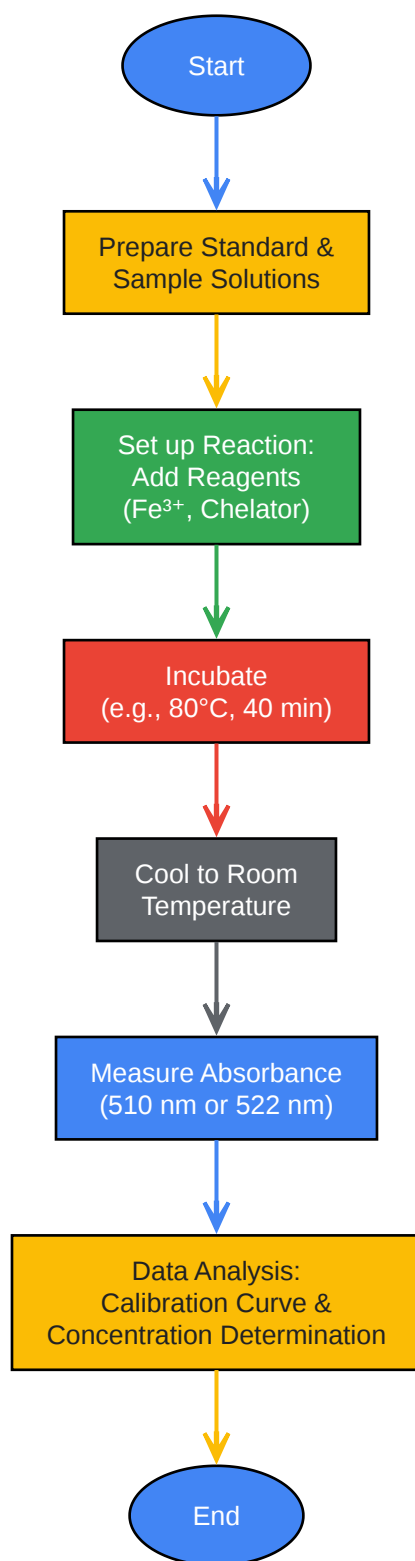 Start
Prepare Standard &
Sample Solutions
Set up Reaction:
Add Reagents
(Fe³⁺, Chelator)
Incubate
(e.g., 80°C, 40 min)
Cool to Room
Temperature
Measure Absorbance
(510 nm or 522 nm)
Data Analysis:
Calibration Curve &
Concentration Determination
End